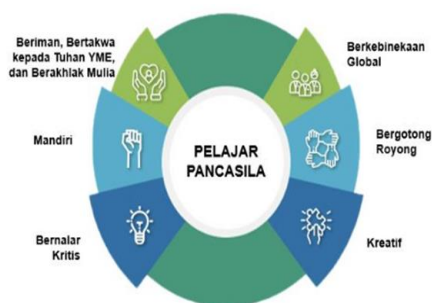 Beriman, Bertakwa
kepada Tuhan YME,
dan Berakhlak Mulia
Berkebinekaan
Global
Mandiri
PELAJAR
PANCASILA
Bergotong
Royong
Bernalar
Kritis
Kreatif